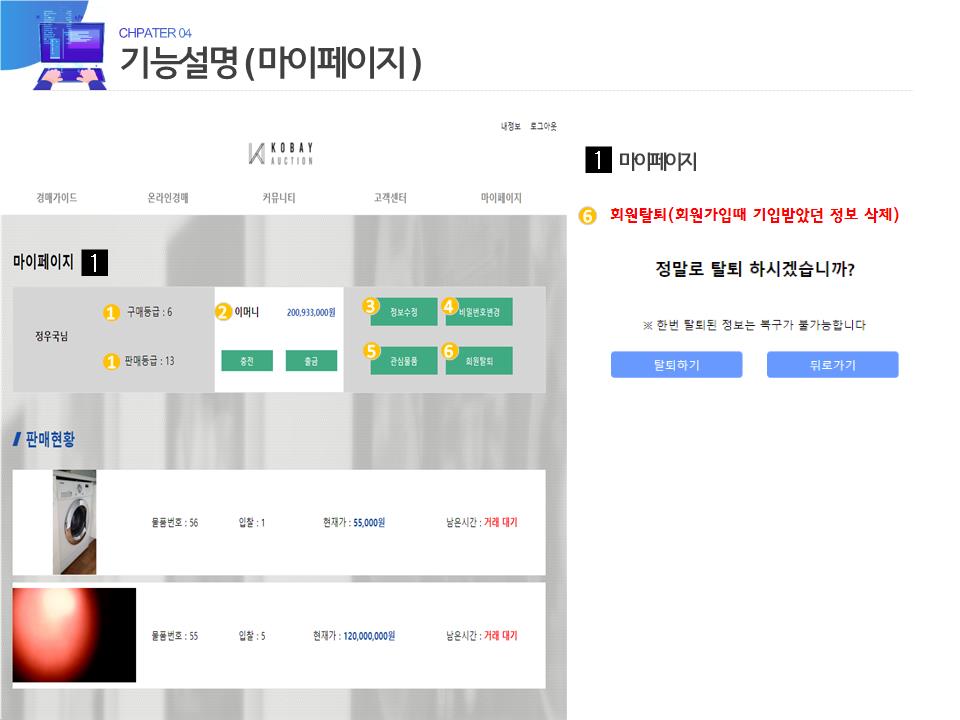 CHPATER 04
기능설명 ( 마이페이지 )
내정보 로그아웃
KOBAY
AUCTION
경매가이드 온라인경매 커뮤니티 고객센터 마이페이지
마이페이지 1
정우국님
1 구매등급 : 6
1 판매등급 : 13
2 이머니 200,933,000원
충전 출금
3 정보수정 4 비밀번호변경
5 관심물품 6 회원탈퇴
판매현황
물품번호 : 56 입찰 : 1 현재가 : 55,000원 남은시간 : 거래 대기
물품번호 : 55 입찰 : 5 현재가 : 120,000,000원 남은시간 : 거래 대기
1 마이페이지
6 회원탈퇴(회원가입때 기입받았던 정보 삭제)
정말로 탈퇴 하시겠습니까?
※ 한번 탈퇴된 정보는 복구가 불가능합니다
탈퇴하기 뒤로가기